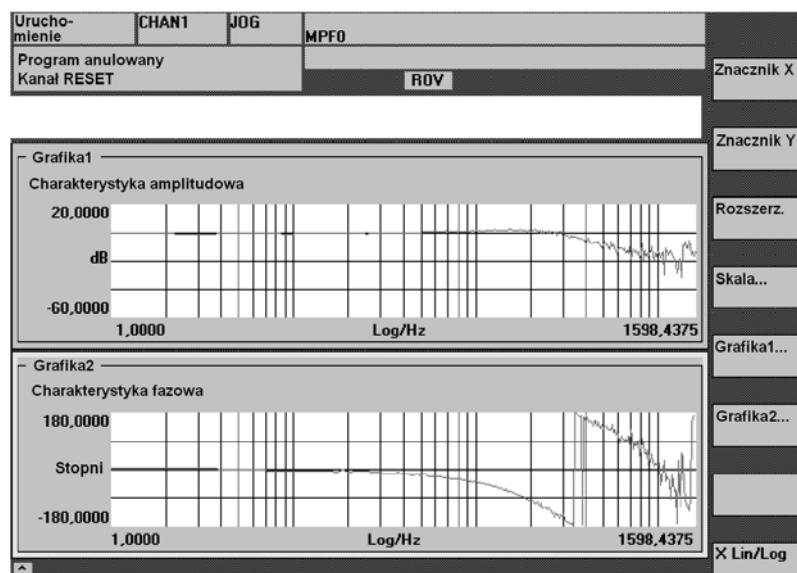 Urucho-
mienie
CHAN1
JOG
MPF0
Program anulowany
Kanał RESET
ROV
Znacznik X
Znacznik Y
Rozszerz.
Skala...
Grafika1...
Grafika2...
X Lin/Log
Grafika1
Charakterystyka amplitudowa
20,0000
dB
-60,0000
1,0000
Log/Hz
1598,4375
Grafika2
Charakterystyka fazowa
180,0000
Stopni
-180,0000
1,0000
Log/Hz
1598,4375